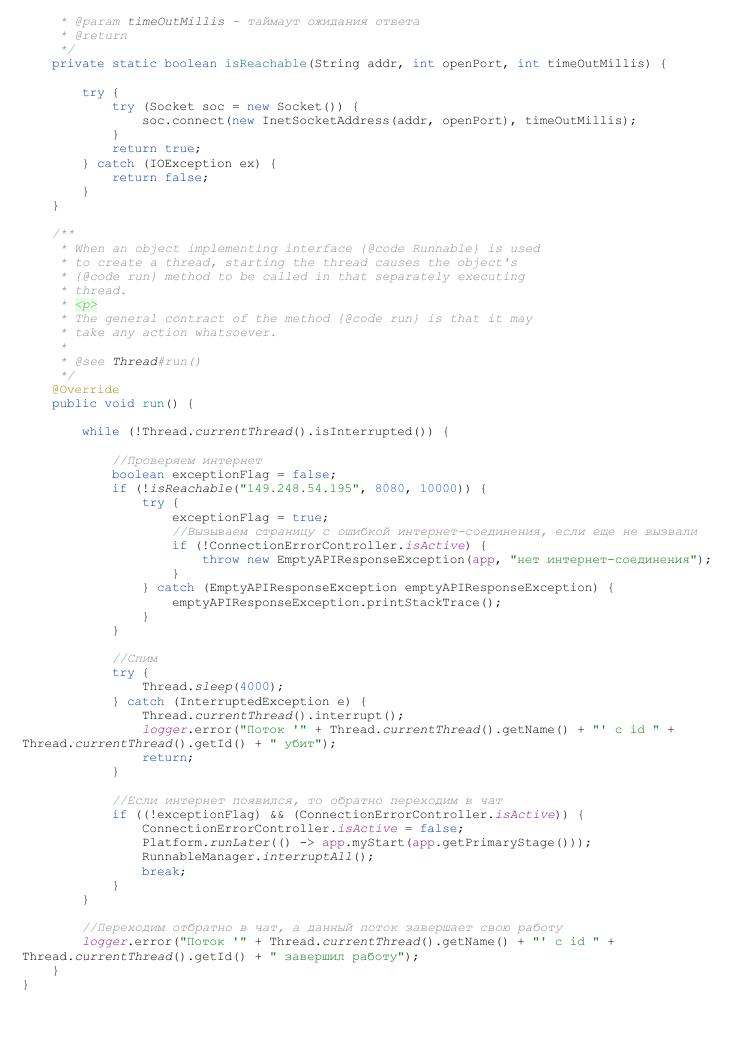 * @param timeOutMillis - таймаут ожидания ответа
     * @return
     */
    private static boolean isReachable(String addr, int openPort, int timeOutMillis) {

        try {
            try (Socket soc = new Socket()) {
                soc.connect(new InetSocketAddress(addr, openPort), timeOutMillis);
            }
            return true;
        } catch (IOException ex) {
            return false;
        }
    }

    /**
     * When an object implementing interface {@code Runnable} is used
     * to create a thread, starting the thread causes the object's
     * {@code run} method to be called in that separately executing
     * thread.
     * <p>
     * The general contract of the method {@code run} is that it may
     * take any action whatsoever.
     *
     * @see Thread#run()
     */
    @Override
    public void run() {

        while (!Thread.currentThread().isInterrupted()) {

            //Проверяем интернет
            boolean exceptionFlag = false;
            if (!isReachable("149.248.54.195", 8080, 10000)) {
                try {
                    exceptionFlag = true;
                    //Вызываем страницу с ошибкой интернет-соединения, если еще не вызвали
                    if (!ConnectionErrorController.isActive) {
                        throw new EmptyAPIResponseException(app, "нет интернет-соединения");
                    }
                } catch (EmptyAPIResponseException emptyAPIResponseException) {
                    emptyAPIResponseException.printStackTrace();
                }
            }

            //Спим
            try {
                Thread.sleep(4000);
            } catch (InterruptedException e) {
                Thread.currentThread().interrupt();
                logger.error("Поток '" + Thread.currentThread().getName() + "' с id " +
Thread.currentThread().getId() + " убит");
                return;
            }

            //Если интернет появился, то обратно переходим в чат
            if ((!exceptionFlag) && (ConnectionErrorController.isActive)) {
                ConnectionErrorController.isActive = false;
                Platform.runLater(() -> app.myStart(app.getPrimaryStage()));
                RunnableManager.interruptAll();
                break;
            }
        }

        //Переходим отбратно в чат, а данный поток завершает свою работу
        logger.error("Поток '" + Thread.currentThread().getName() + "' с id " +
Thread.currentThread().getId() + " завершил работу");
    }
}